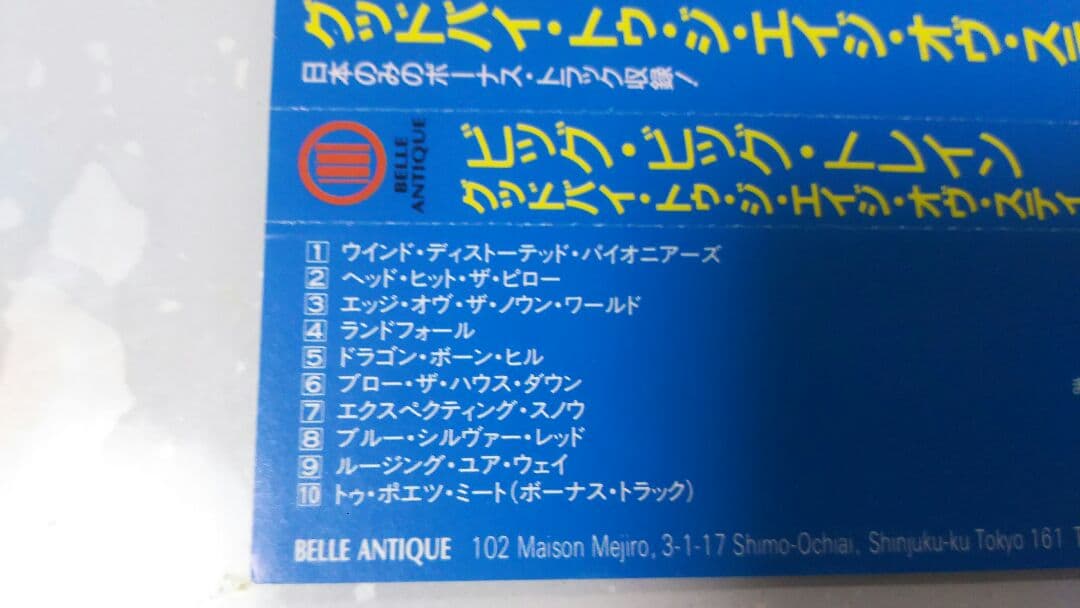 グッドバイ・トゥ・ジ・エイジ・オヴ・ステ
日本のみのボーナス・トラック収録!
BELLE
ANTIQUE
ビッグ・ビッグ・トレイン
グッドバイ・トゥ・ジ・エイジ・オヴ・スティ
1 ウインド・ディストーテッド・パイオニアーズ
2 ヘッド・ヒット・ザ・ピロー
3 エッジ・オヴ・ザ・ノウン・ワールド
4 ランドフォール
5 ドラゴン・ボーン・ヒル
6 ブロー・ザ・ハウス・ダウン
7 エクスペクティング・スノウ
8 ブルー・シルヴァー・レッド
9 ルージング・ユア・ウェイ
10 トゥ・ポエツ・ミート(ボーナス・トラック)
BELLE ANTIQUE 102 Maison Mejiro, 3-1-17 Shimo-Ochiai, Shinjuku-ku Tokyo 161 T